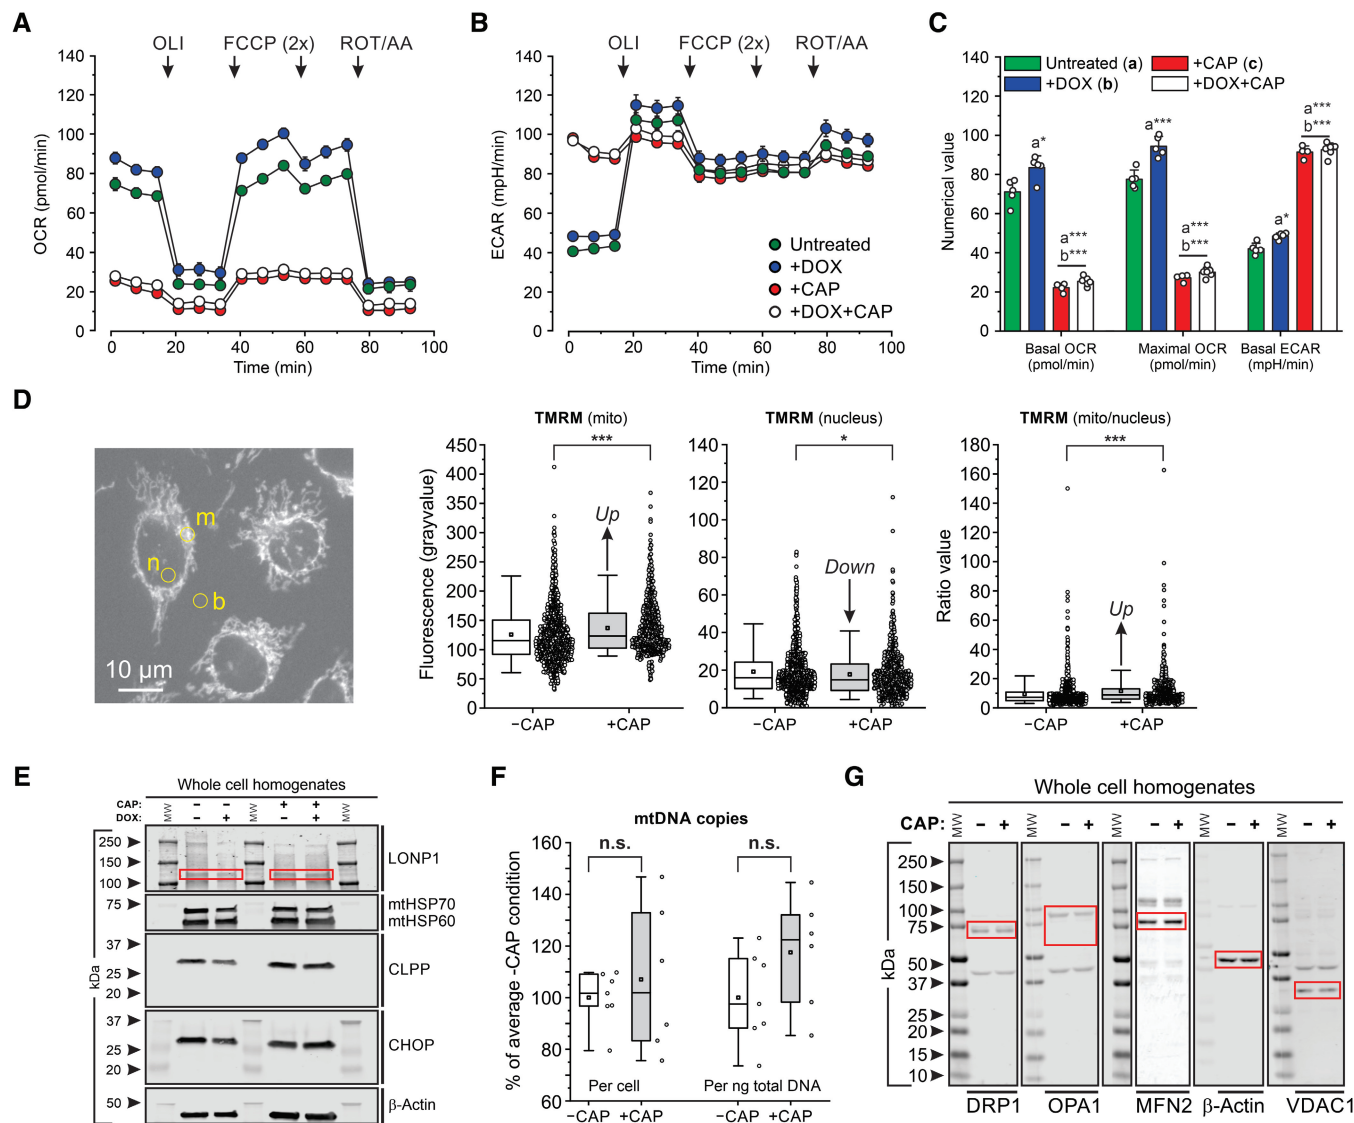 A
OLI FCCP (2x) ROT/AA
140
120
100
80
60
40
20
0
OCR (pmol/min)
0 20 40 60 80 100
Time (min)
B
OLI FCCP (2x) ROT/AA
140
120
100
80
60
40
20
0
ECAR (mpH/min)
Untreated
+DOX
+CAP
+DOX+CAP
0 20 40 60 80 100
Time (min)
C
140
120
100
80
60
40
20
0
Numerical value
Untreated (a)
+DOX (b)
+CAP (c)
+DOX+CAP
a*
a***
b***
a***
a***
b***
a*
a***
b***
Basal OCR
(pmol/min)
Maximal OCR
(pmol/min)
Basal ECAR
(mpH/min)
D
m
n
b
10 µm
TMRM (mito)
450
400
350
300
250
200
150
100
50
0
Fluorescence (grayvalue)
***
Up
−CAP +CAP
TMRM (nucleus)
140
120
100
80
60
40
20
0
*
Down
−CAP +CAP
TMRM (mito/nucleus)
180
160
140
120
100
80
60
40
20
0
Ratio value
***
Up
−CAP +CAP
E
Whole cell homogenates
CAP: MW − − MW + + MW
DOX: − + − +
kDa
250
150
100
LONP1
75
mtHSP70
mtHSP60
37
25
20
CLPP
37
25
20
CHOP
50
β-Actin
F
mtDNA copies
160
140
120
100
80
60
% of average -CAP condition
n.s.
n.s.
Per cell
Per ng total DNA
−CAP +CAP −CAP +CAP
G
Whole cell homogenates
CAP: MW − + MW − + MW − + MW − + MW − +
kDa
250
150
100
75
50
37
25
20
15
10
DRP1 OPA1 MFN2 β-Actin VDAC1